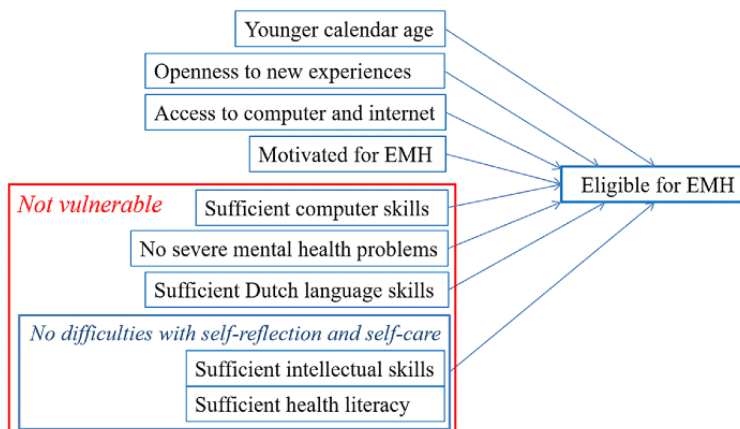 Younger calendar age
Openness to new experiences
Access to computer and internet
Motivated for EMH
Eligible for EMH
Not vulnerable
Sufficient computer skills
No severe mental health problems
Sufficient Dutch language skills
No difficulties with self-reflection and self-care
Sufficient intellectual skills
Sufficient health literacy